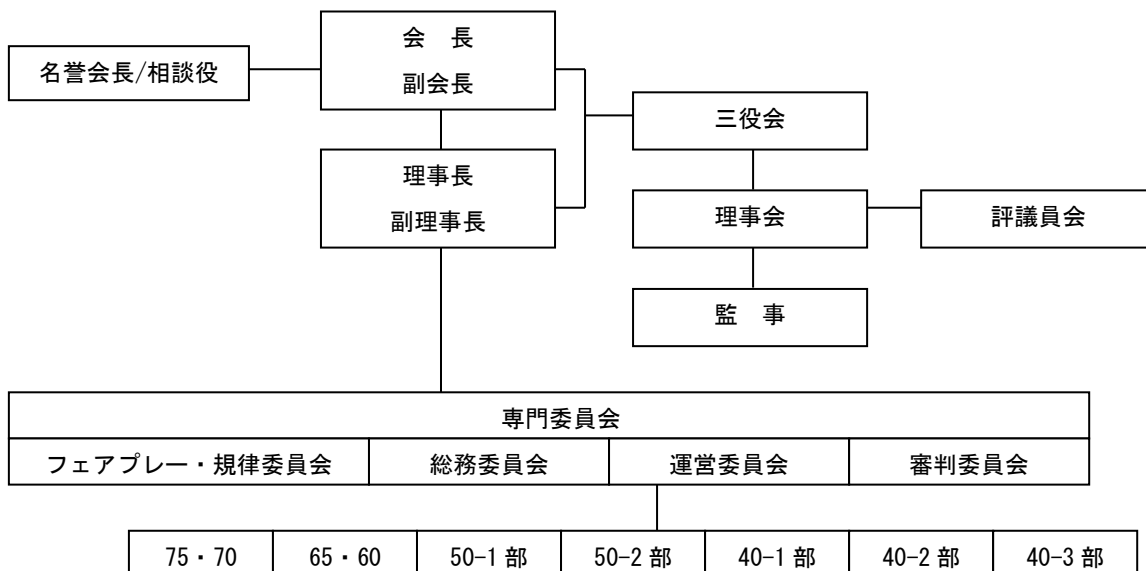 会　長
名誉会長/相談役
副会長
三役会
理事長
副理事長
理事会
評議員会
監　事
専門委員会
フェアプレー・規律委員会
総務委員会
運営委員会
審判委員会
75・70
65・60
50-1 部
50-2 部
40-1 部
40-2 部
40-3 部